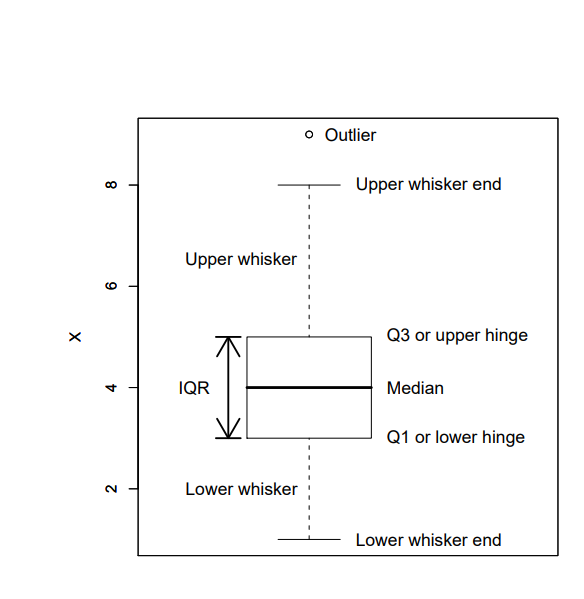 Outlier
8
Upper whisker end
Upper whisker
6
Q3 or upper hinge
X
IQR
4
Median
Q1 or lower hinge
2
Lower whisker
Lower whisker end